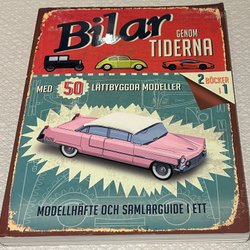 Bilar
GENOM
TIDERNA
2 BÖCKER
I 1
MED 50 LÄTTBYGGDA MODELLER
MODELLHÄFTE OCH SAMLARGUIDE I ETT